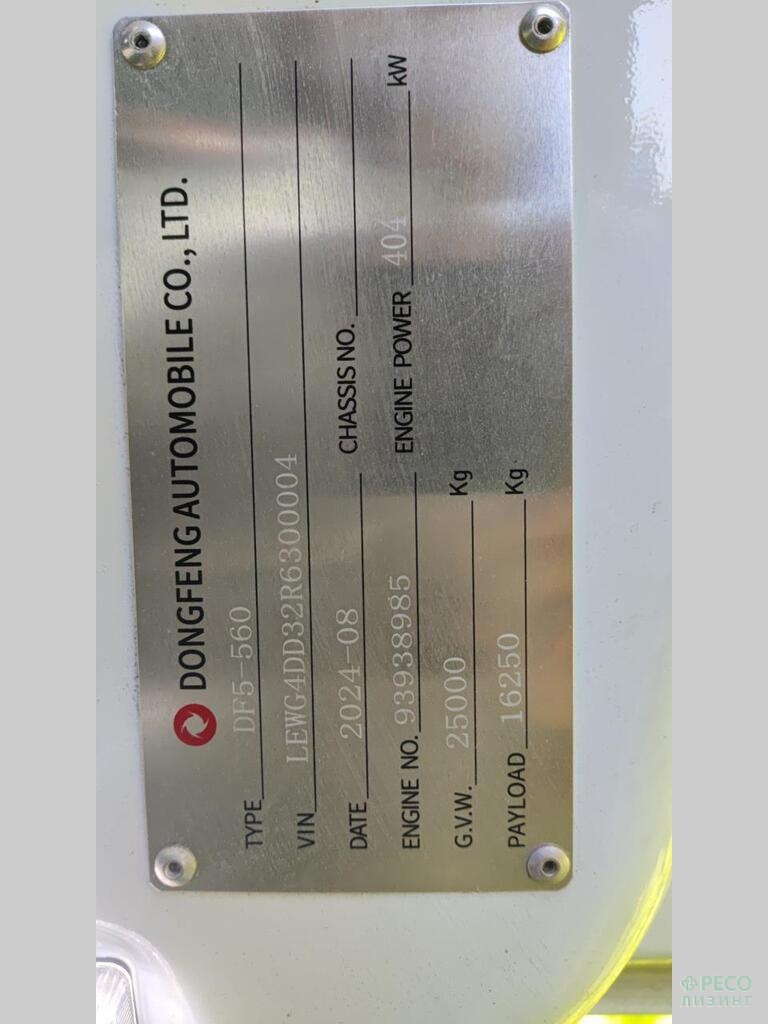 DONGFENG AUTOMOBILE CO., LTD.
TYPE DF5-560
VIN LEWG4DD32R6300004
DATE 2024-08 CHASSIS NO.
ENGINE NO. 93938985 ENGINE POWER 404 kW
G.V.W. 25000 Kg
PAYLOAD 16250 Kg
РЕСО
ЛИЗИНГ